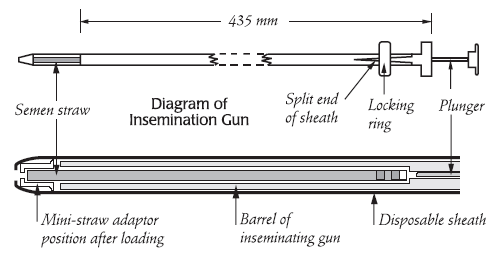 435 mm
Semen straw
Diagram of
Insemination Gun
Split end
of sheath
Locking
ring
Plunger
Mini-straw adaptor
position after loading
Barrel of
inseminating gun
Disposable sheath